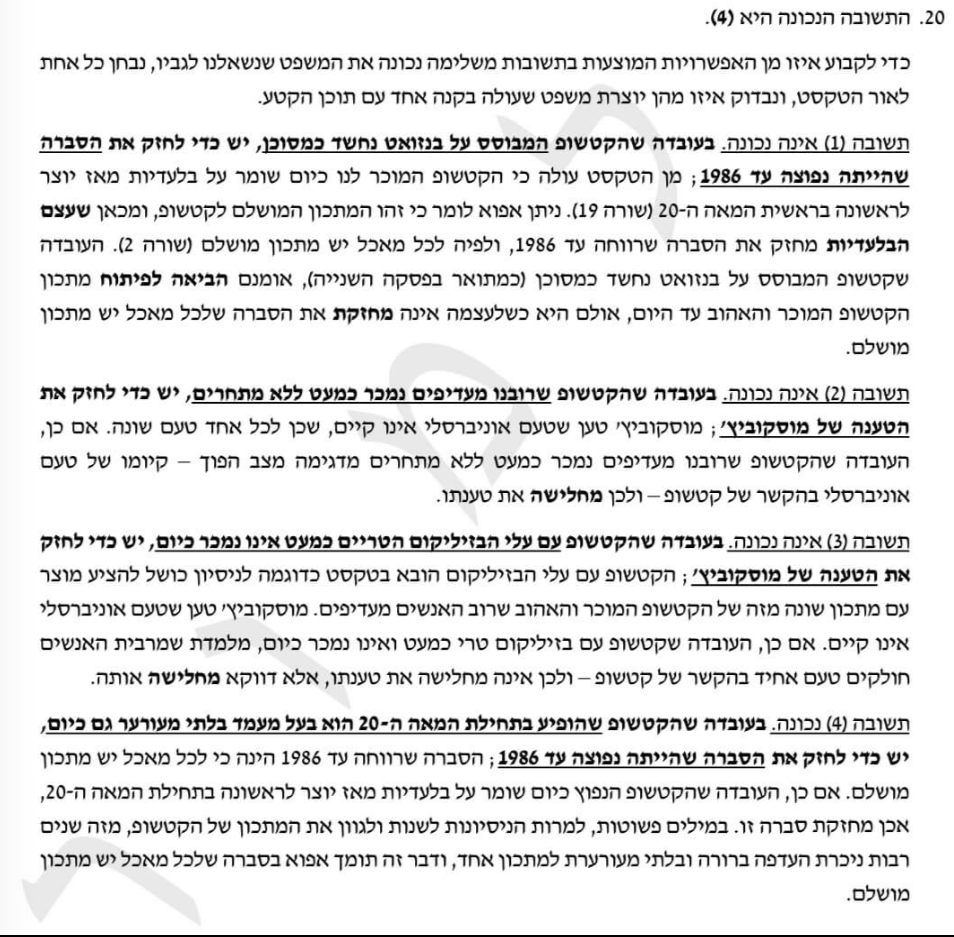 20. התשובה הנכונה היא (4).
כדי לקבוע איזו מן האפשרויות המוצעות בתשובות משלימה נכונה את המשפט שנשאלנו לגביו, נבחן כל אחת
לאור הטקסט, ונבדוק איזו מהן יוצרת משפט שעולה בקנה אחד עם תוכן הקטע.
תשובה (1) אינה נכונה. בעובדה שהקטשופ המבוסס על בנזואט נחשד כמסוכן, יש כדי לחזק את הסברה
שהייתה נפוצה עד 1986; מן הטקסט עולה כי הקטשופ המוכר לנו כיום שומר על בלעדיות מאז יוצר
לראשונה בראשית המאה ה-20 (שורה 19). ניתן אפוא לומר כי זהו המתכון המושלם לקטשופ, ומכאן שעצם
הבלעדיות מחזק את הסברה שרווחה עד 1986, ולפיה לכל מאכל יש מתכון מושלם (שורה 2). העובדה
שקטשופ המבוסס על בנזואט נחשד כמסוכן (כמתואר בפסקה השנייה), אומנם הביאה לפיתוח מתכון
הקטשופ המוכר והאהוב עד היום, אולם היא כשלעצמה אינה מחזקת את הסברה שלכל מאכל יש מתכון
מושלם.
תשובה (2) אינה נכונה. בעובדה שהקטשופ שרובנו מעדיפים נמכר כמעט ללא מתחרים, יש כדי לחזק את
הטענה של מוסקוביץ'; מוסקוביץ' טען שטעם אוניברסלי אינו קיים, שכן לכל אחד טעם שונה. אם כן,
העובדה שהקטשופ שרובנו מעדיפים נמכר כמעט ללא מתחרים מדגימה מצב הפוך – קיומו של טעם
אוניברסלי בהקשר של קטשופ – ולכן מחלישה את טענתו.
תשובה (3) אינה נכונה. בעובדה שהקטשופ עם עלי הבזיליקום הטריים כמעט אינו נמכר כיום, יש כדי לחזק
את הטענה של מוסקוביץ'; הקטשופ עם עלי הבזיליקום הובא בטקסט כדוגמה לניסיון כושל להציע מוצר
עם מתכון שונה מזה של הקטשופ המוכר והאהוב שרוב האנשים מעדיפים. מוסקוביץ' טען שטעם אוניברסלי
אינו קיים. אם כן, העובדה שקטשופ עם בזיליקום טרי כמעט ואינו נמכר כיום, מלמדת שמרבית האנשים
חולקים טעם אחיד בהקשר של קטשופ – ולכן אינה מחלישה את טענתו, אלא דווקא מחלישה אותה.
תשובה (4) נכונה. בעובדה שהקטשופ שהופיע בתחילת המאה ה-20 הוא בעל מעמד בלתי מעורער גם כיום,
יש כדי לחזק את הסברה שהייתה נפוצה עד 1986; הסברה שרווחה עד 1986 הינה כי לכל מאכל יש מתכון
מושלם. אם כן, העובדה שהקטשופ הנפוץ כיום שומר על בלעדיות מאז יוצר לראשונה בתחילת המאה ה-20,
אכן מחזקת סברה זו. במילים פשוטות, למרות הניסיונות לשנות ולגוון את המתכון של הקטשופ, מזה שנים
רבות ניכרת העדפה ברורה ובלתי מעורערת למתכון אחד, ודבר זה תומך אפוא בסברה שלכל מאכל יש מתכון
מושלם.